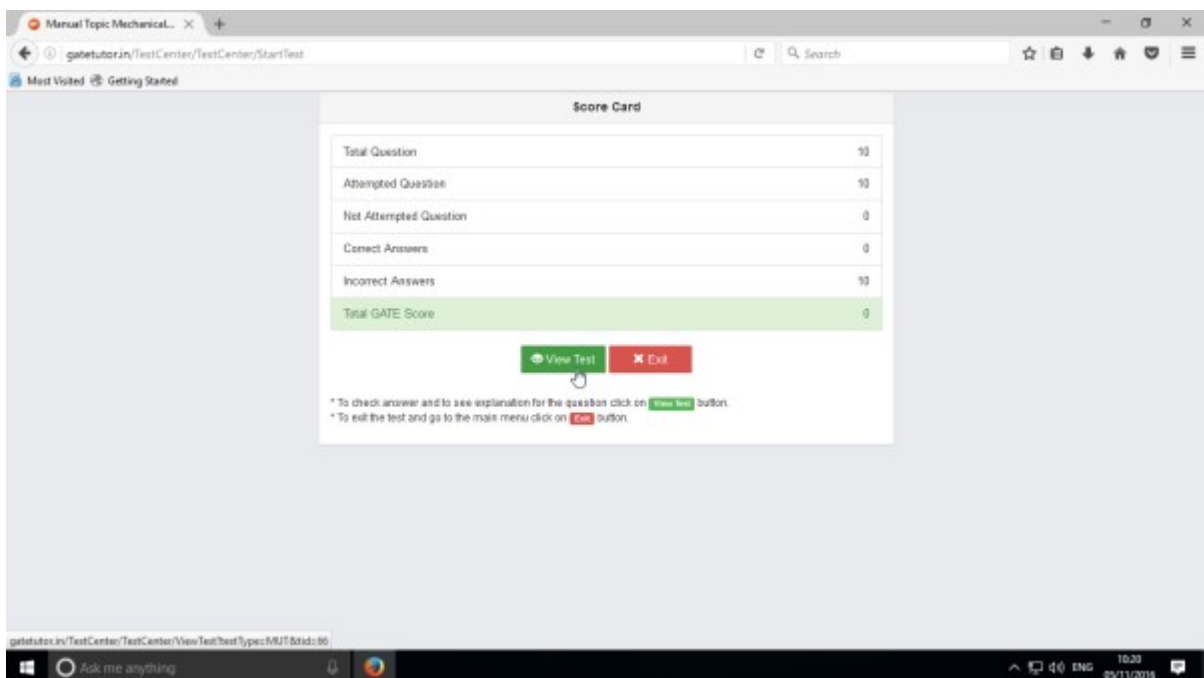 Manual Topic Mechanical...
gatetutor.in/TestCenter/TestCenter/StartTest
Search
Most Visited Getting Started
Score Card
Total Question 10
Attempted Question 10
Not Attempted Question 0
Correct Answers 0
Incorrect Answers 10
Total GATE Score 0
View Test Exit
* To check answer and to see explanation for the question click on View Test button.
* To exit the test and go to the main menu click on Exit button.
gatetutor.in/TestCenter/TestCenter/ViewTest?testType=MUT&tid=66
Ask me anything
ENG
10:20
05/11/2016